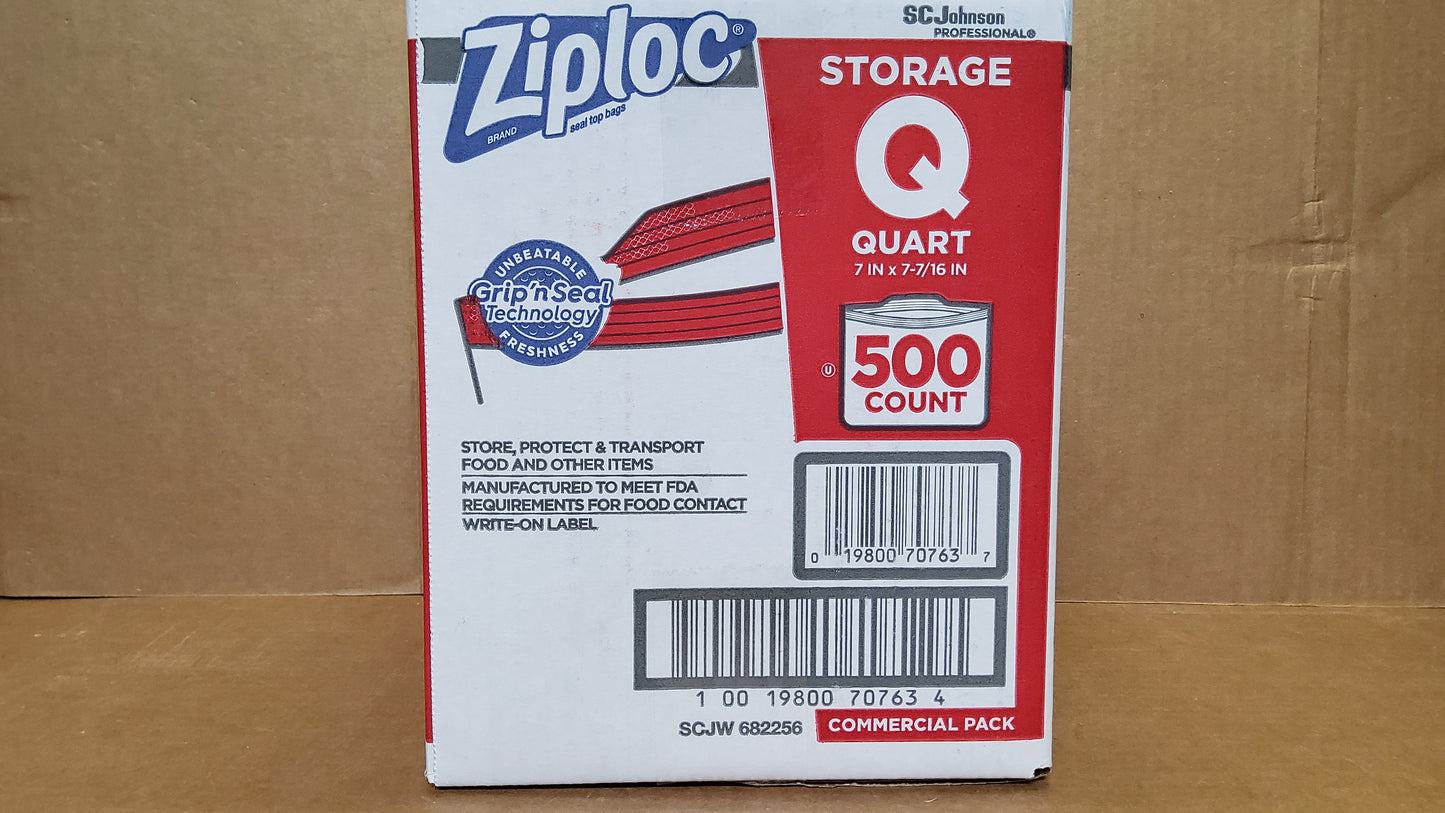 Ziploc®
BRAND
seal top bags
SCJohnson
PROFESSIONAL®
STORAGE
Q
QUART
7 IN x 7-7/16 IN
UNBEATABLE
Grip'n Seal
Technology
FRESHNESS
U
500
COUNT
STORE, PROTECT & TRANSPORT
FOOD AND OTHER ITEMS
MANUFACTURED TO MEET FDA
REQUIREMENTS FOR FOOD CONTACT
WRITE-ON LABEL
0 19800 70763 7
1 00 19800 70763 4
SCJW 682256
COMMERCIAL PACK